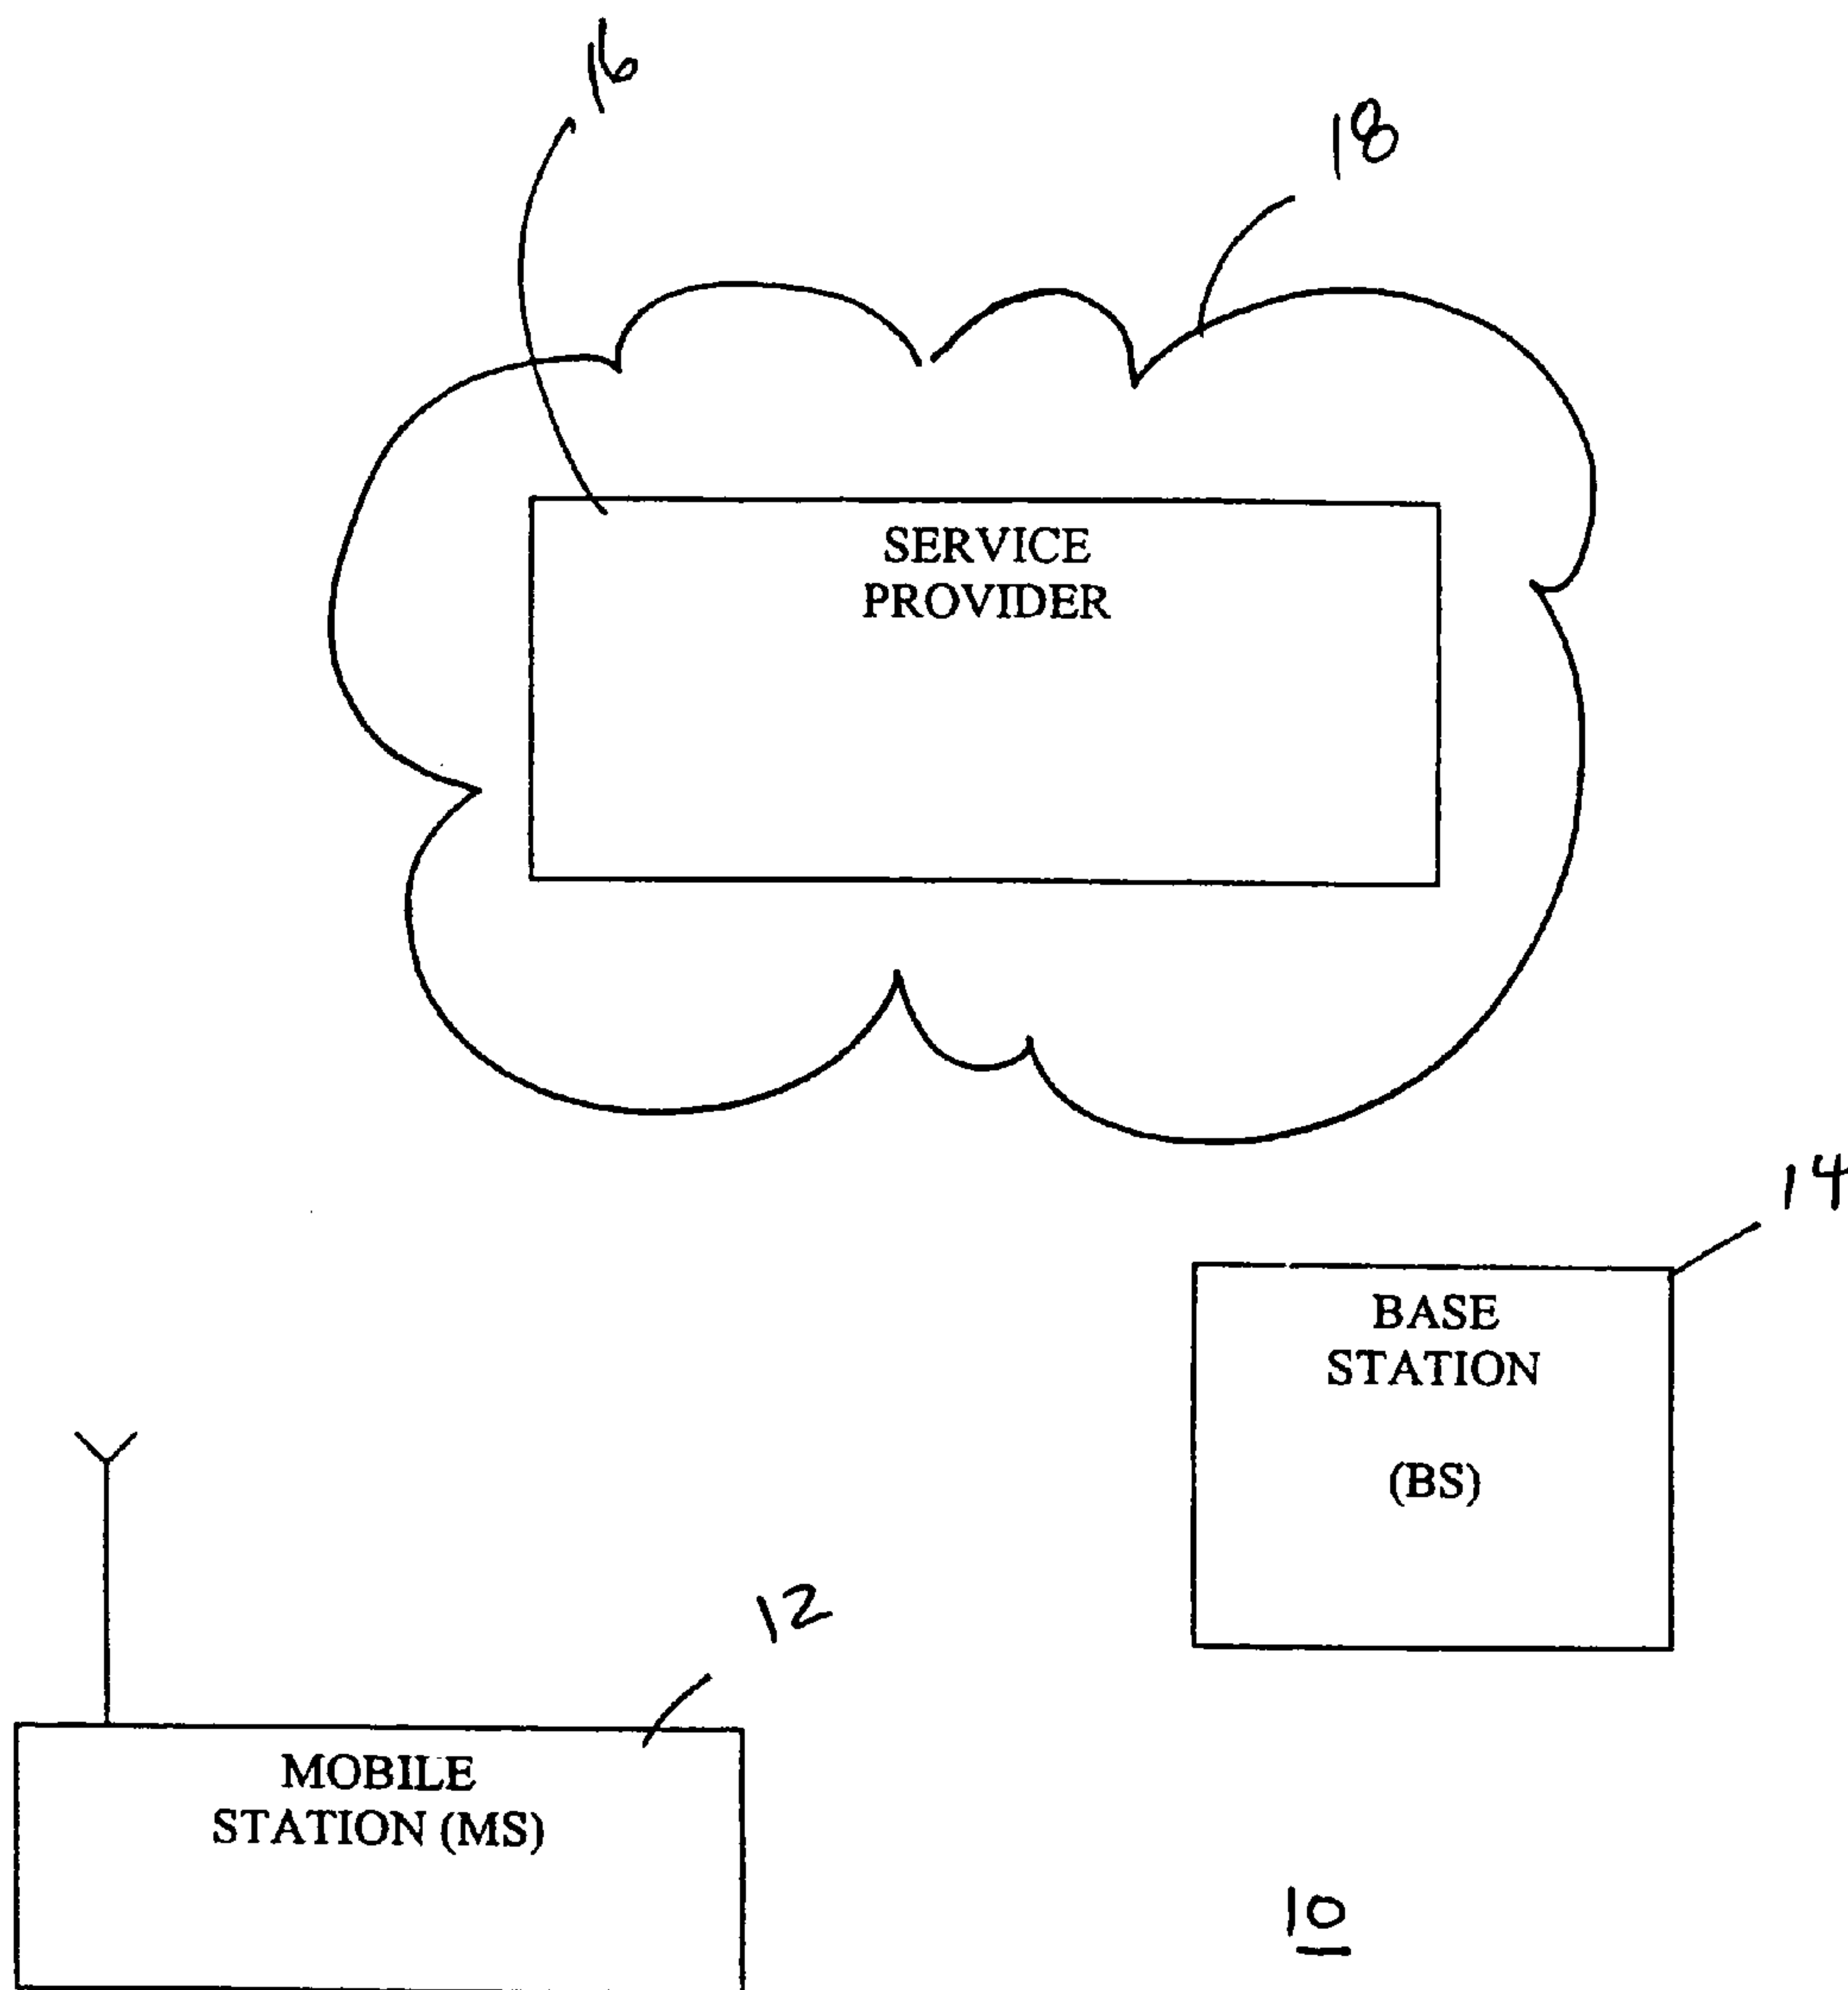 16
18
SERVICE
PROVIDER
14
BASE
STATION
(BS)
12
MOBILE
STATION (MS)
10